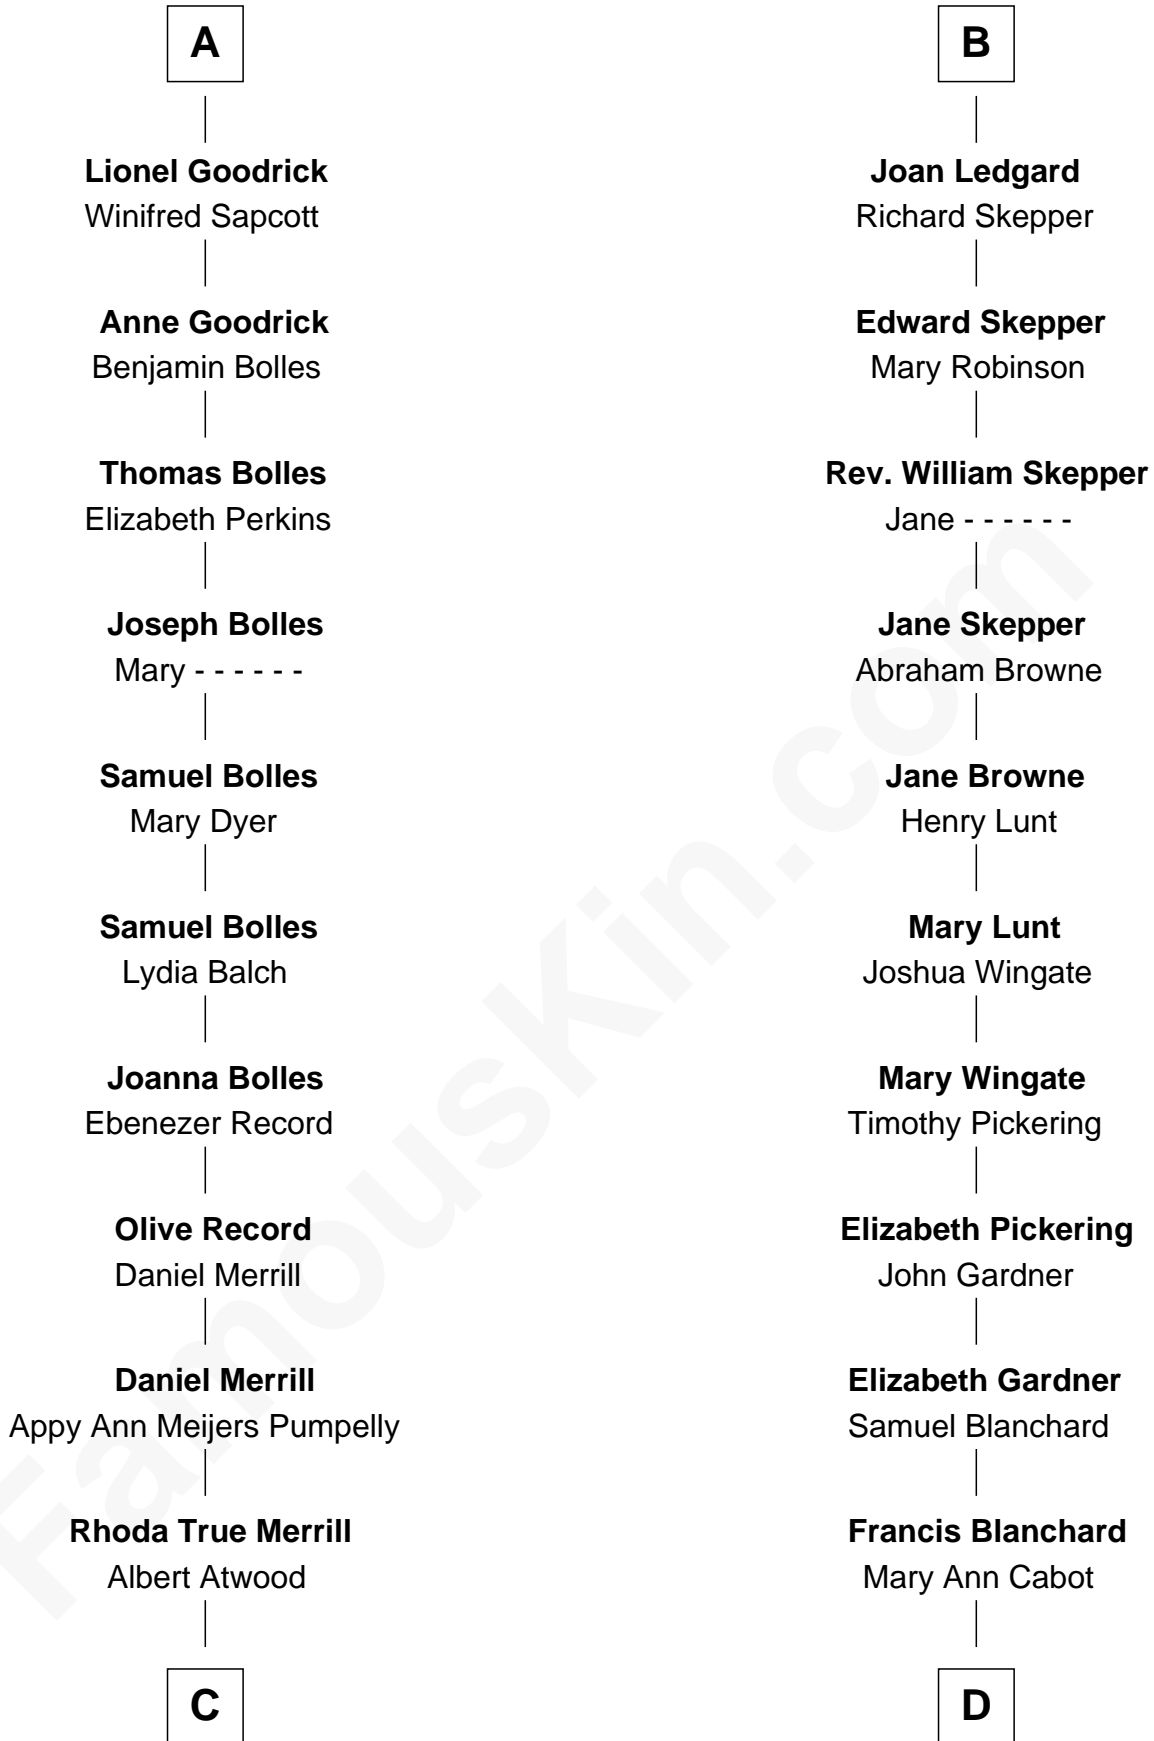 A
Lionel Goodrick
Winifred Sapcott
Anne Goodrick
Benjamin Bolles
Thomas Bolles
Elizabeth Perkins
Joseph Bolles
Mary - - - - - -
Samuel Bolles
Mary Dyer
Samuel Bolles
Lydia Balch
Joanna Bolles
Ebenezer Record
Olive Record
Daniel Merrill
Daniel Merrill
Appy Ann Meijers Pumpelly
Rhoda True Merrill
Albert Atwood
C
B
Joan Ledgard
Richard Skepper
Edward Skepper
Mary Robinson
Rev. William Skepper
Jane - - - - - -
Jane Skepper
Abraham Browne
Jane Browne
Henry Lunt
Mary Lunt
Joshua Wingate
Mary Wingate
Timothy Pickering
Elizabeth Pickering
John Gardner
Elizabeth Gardner
Samuel Blanchard
Francis Blanchard
Mary Ann Cabot
D
FamousKin.com